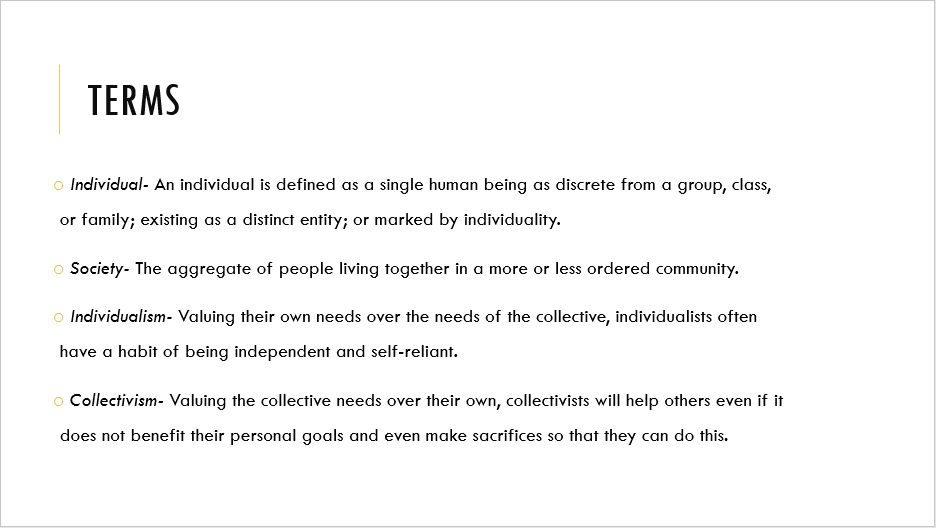 TERMS
Individual- An individual is defined as a single human being as discrete from a group, class,
or family; existing as a distinct entity; or marked by individuality.
Society- The aggregate of people living together in a more or less ordered community.
Individualism- Valuing their own needs over the needs of the collective, individualists often
have a habit of being independent and self-reliant.
Collectivism- Valuing the collective needs over their own, collectivists will help others even if it
does not benefit their personal goals and even make sacrifices so that they can do this.